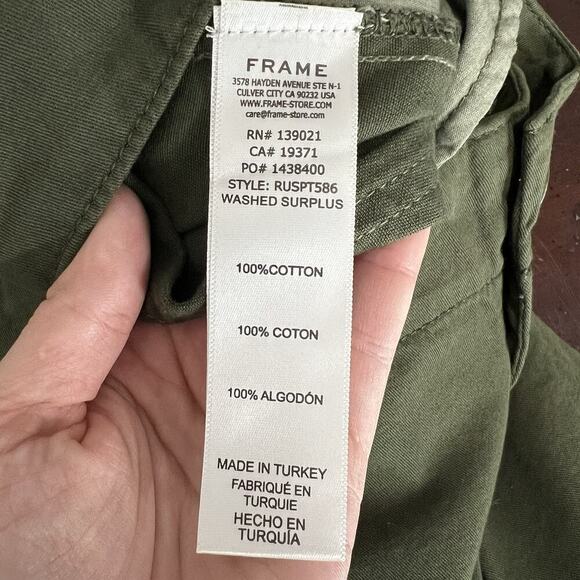 FRAME
3578 HAYDEN AVENUE STE N-1
CULVER CITY CA 90232 USA
WWW.FRAME-STORE.COM
care@frame-store.com
RN# 139021
CA# 19371
PO# 1438400
STYLE: RUSPT586
WASHED SURPLUS
100%COTTON
100% COTON
100% ALGODÓN
MADE IN TURKEY
FABRIQUÉ EN
TURQUIE
HECHO EN
TURQUÍA